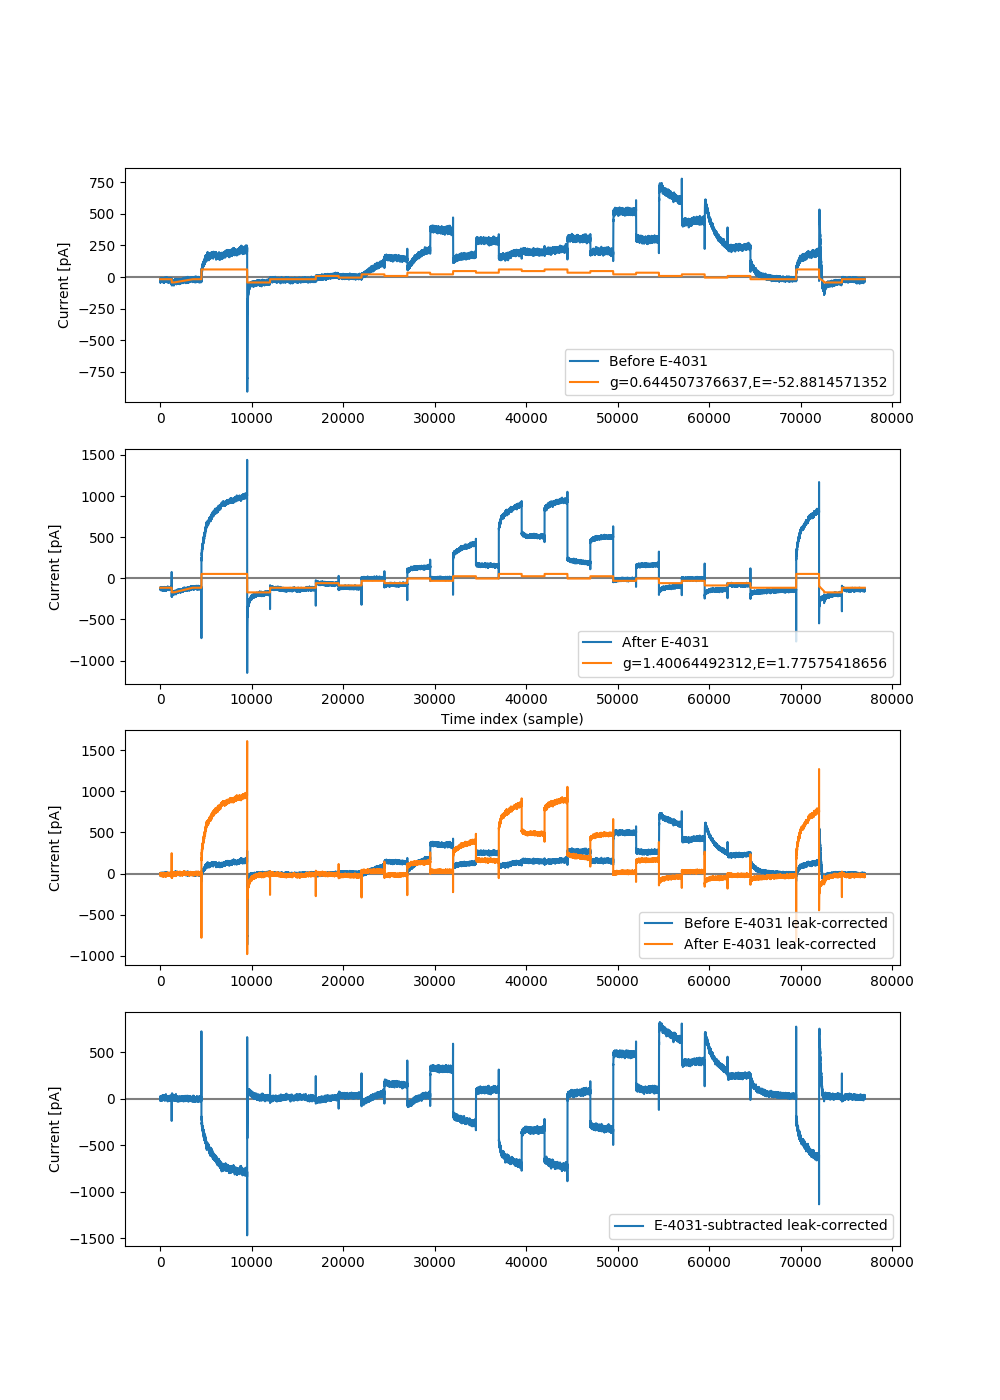 750
500
250
0
−250
−500
−750
Current [pA]
Before E-4031
g=0.644507376637,E=-52.8814571352
0 10000 20000 30000 40000 50000 60000 70000 80000
1500
1000
500
0
−500
−1000
Current [pA]
After E-4031
g=1.40064492312,E=1.77575418656
0 10000 20000 30000 40000 50000 60000 70000 80000
Time index (sample)
1500
1000
500
0
−500
−1000
Current [pA]
Before E-4031 leak-corrected
After E-4031 leak-corrected
0 10000 20000 30000 40000 50000 60000 70000 80000
500
0
−500
−1000
−1500
Current [pA]
E-4031-subtracted leak-corrected
0 10000 20000 30000 40000 50000 60000 70000 80000